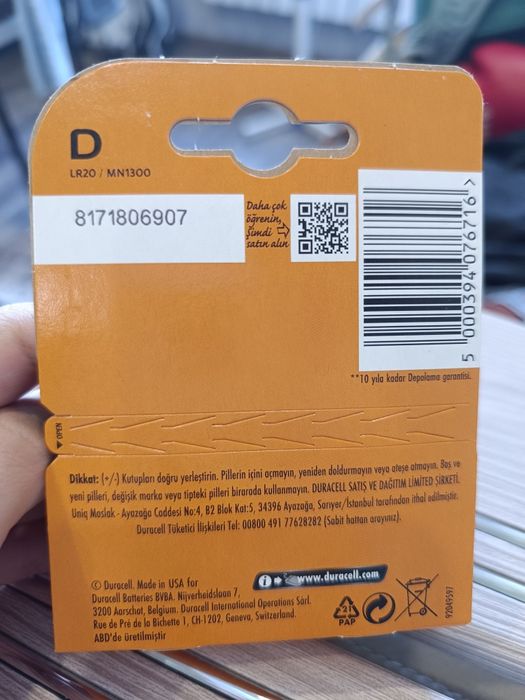 D
LR20 / MN1300
8171806907
Daha çok
öğrenin,
Şimdi
satın alın
5 000394 076716 >
**10 yıla kadar Depolama garantisi.
OPEN
Dikkat: (+/-) Kutupları doğru yerleştirin. Pillerin içini açmayın, yeniden doldurmayın veya ateşe atmayın. Boş ve
yeni pilleri, değişik marka veya tipteki pilleri birarada kullanmayın. DURACELL SATIŞ VE DAĞITIM LİMİTED ŞİRKETİ.
Uniq Maslak - Ayazağa Caddesi No:4, B2 Blok Kat:5, 34396 Ayazağa, Sarıyer/İstanbul tarafından ithal edilmiştir.
Duracell Tüketici İlişkileri Tel: 00800 491 77628282 (Sabit hattan arayınız).
© Duracell. Made in USA for
Duracell Batteries BVBA. Nijverheidslaan 7,
3200 Aarschot, Belgium. Duracell International Operations Sàrl.
Rue de Pré de la Bichette 1, CH-1202, Geneva, Switzerland.
ABD'de üretilmiştir
i www.duracell.com
21
PAP
92049597